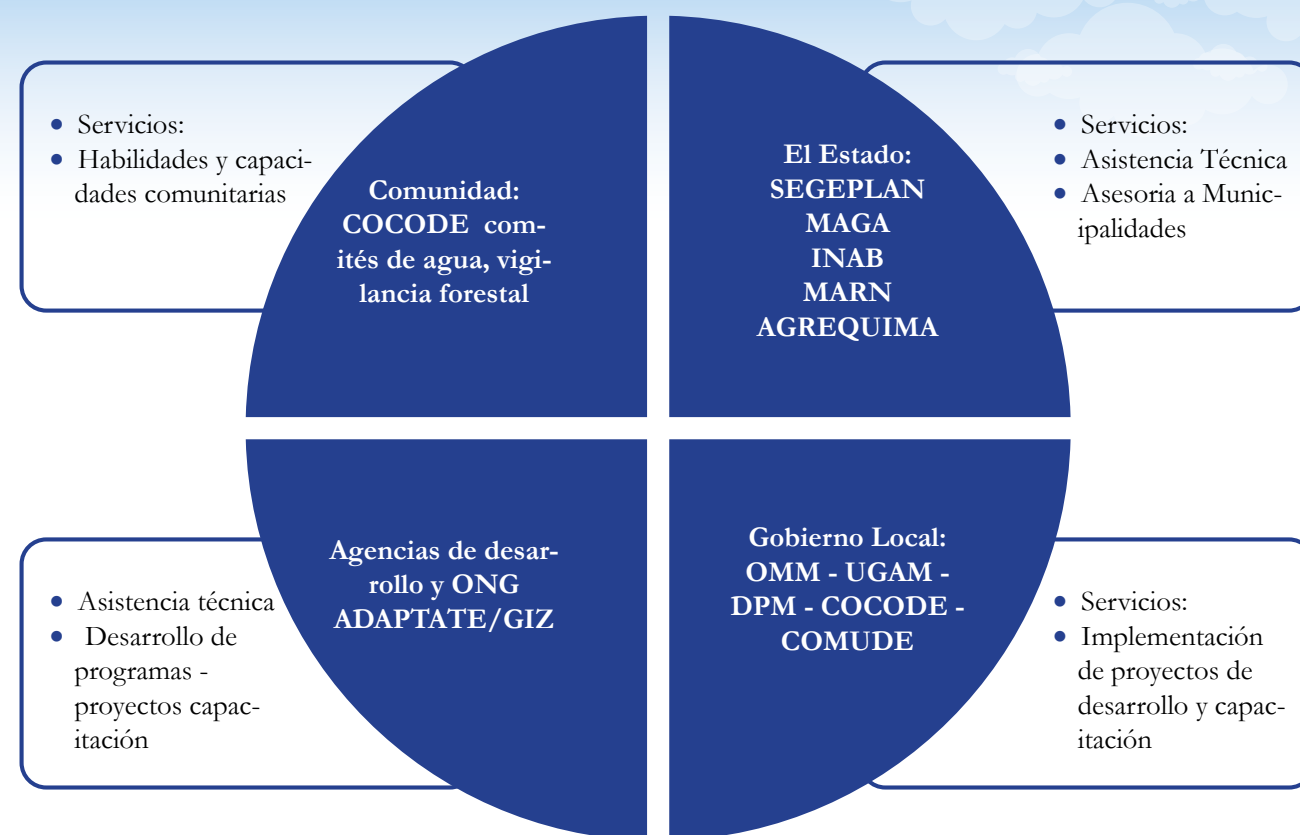 Servicios:
Habilidades y capaci-
dades comunitarias
Comunidad:
COCODE com-
ités de agua, vigi-
lancia forestal
El Estado:
SEGEPLAN
MAGA
INAB
MARN
AGREQUIMA
Servicios:
Asistencia Técnica
Asesoria a Munic-
ipalidades
Asistencia técnica
Desarrollo de
programas -
proyectos capac-
itación
Agencias de desar-
rollo y ONG
ADAPTATE/GIZ
Gobierno Local:
OMM - UGAM -
DPM - COCODE -
COMUDE
Servicios:
Implementación
de proyectos de
desarrollo y capac-
itación